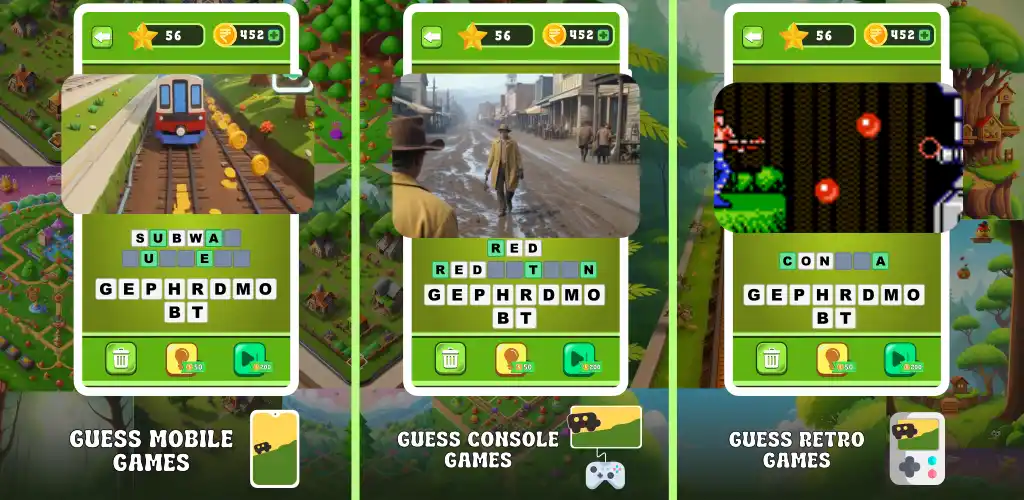 56 452
SUBWA
U E
GEPHRDMO
BT
50 200
GUESS MOBILE
GAMES
56 452
RED
RED T N
GEPHRDMO
BT
50 200
GUESS CONSOLE
GAMES
56 452
CON A
GEPHRDMO
BT
50 200
GUESS RETRO
GAMES